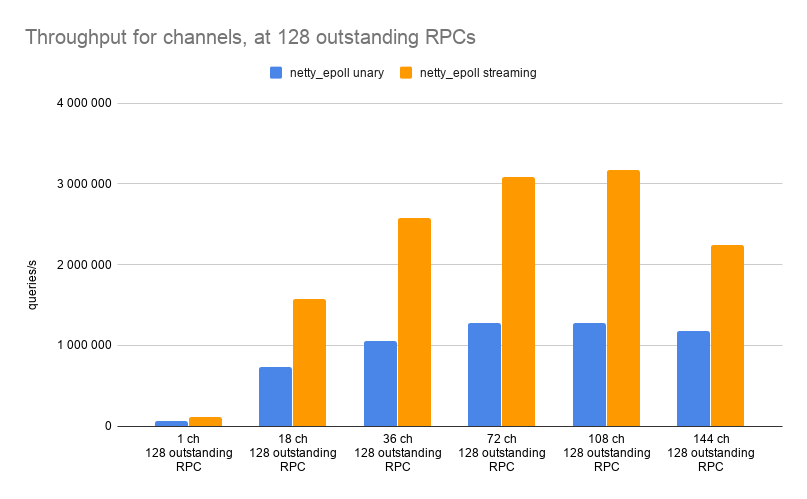 Throughput for channels, at 128 outstanding RPCs
netty_epoll unary
netty_epoll streaming
4 000 000
3 000 000
2 000 000
1 000 000
0
queries/s
1 ch
128 outstanding
RPC
18 ch
128 outstanding
RPC
36 ch
128 outstanding
RPC
72 ch
128 outstanding
RPC
108 ch
128 outstanding
RPC
144 ch
128 outstanding
RPC